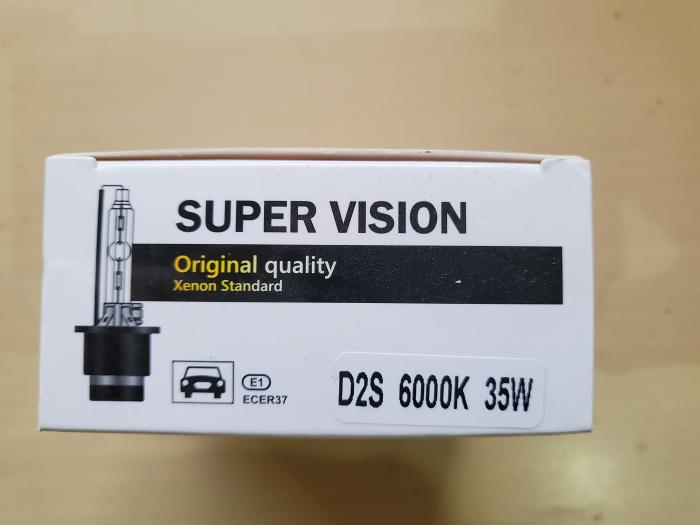 SUPER VISION
Original quality
Xenon Standard
E1
ECER37
D2S 6000K 35W